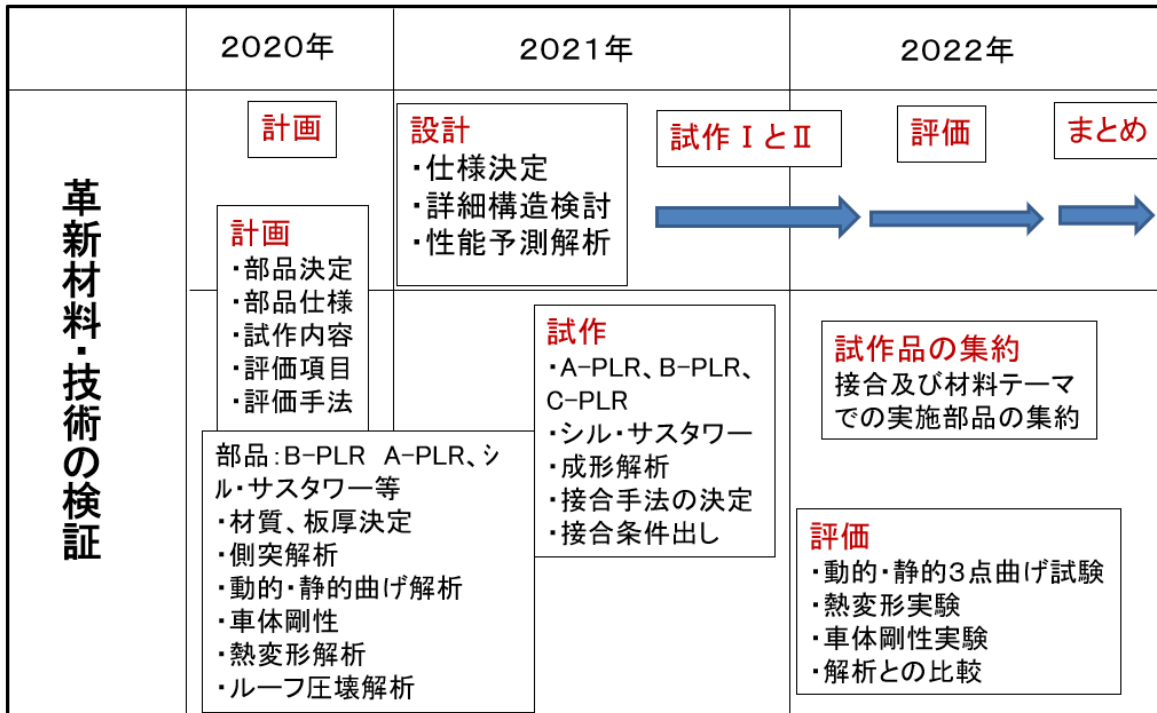 2020年
2021年
2022年
革新材料・技術の検証
計画
計画
・部品決定
・部品仕様
・試作内容
・評価項目
・評価手法
部品：B-PLR A-PLR、シ
ル・サスタワー等
・材質、板厚決定
・側突解析
・動的・静的曲げ解析
・車体剛性
・熱変形解析
・ルーフ圧壊解析
設計
・仕様決定
・詳細構造検討
・性能予測解析
試作ⅠとⅡ
試作
・A-PLR、B-PLR、
C-PLR
・シル・サスタワー
・成形解析
・接合手法の決定
・接合条件出し
評価
まとめ
試作品の集約
接合及び材料テーマ
での実施部品の集約
評価
・動的・静的3点曲げ試験
・熱変形実験
・車体剛性実験
・解析との比較